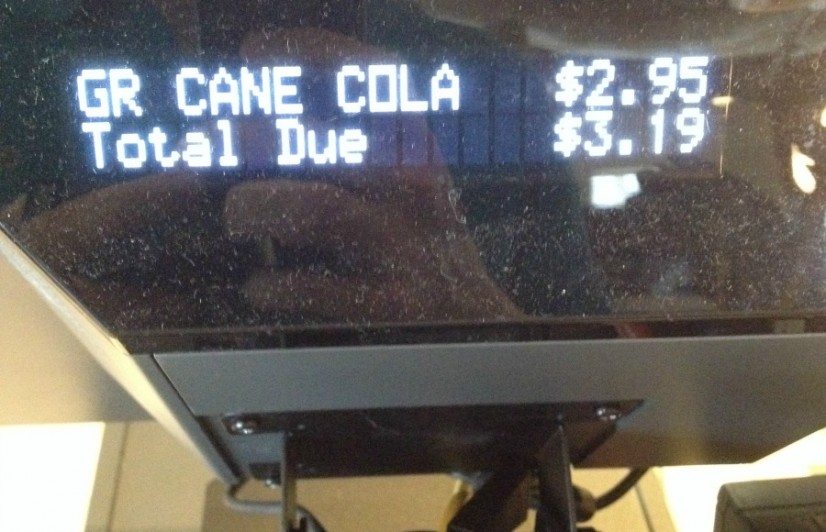 GR CANE COLA $2.95
Total Due $3.19